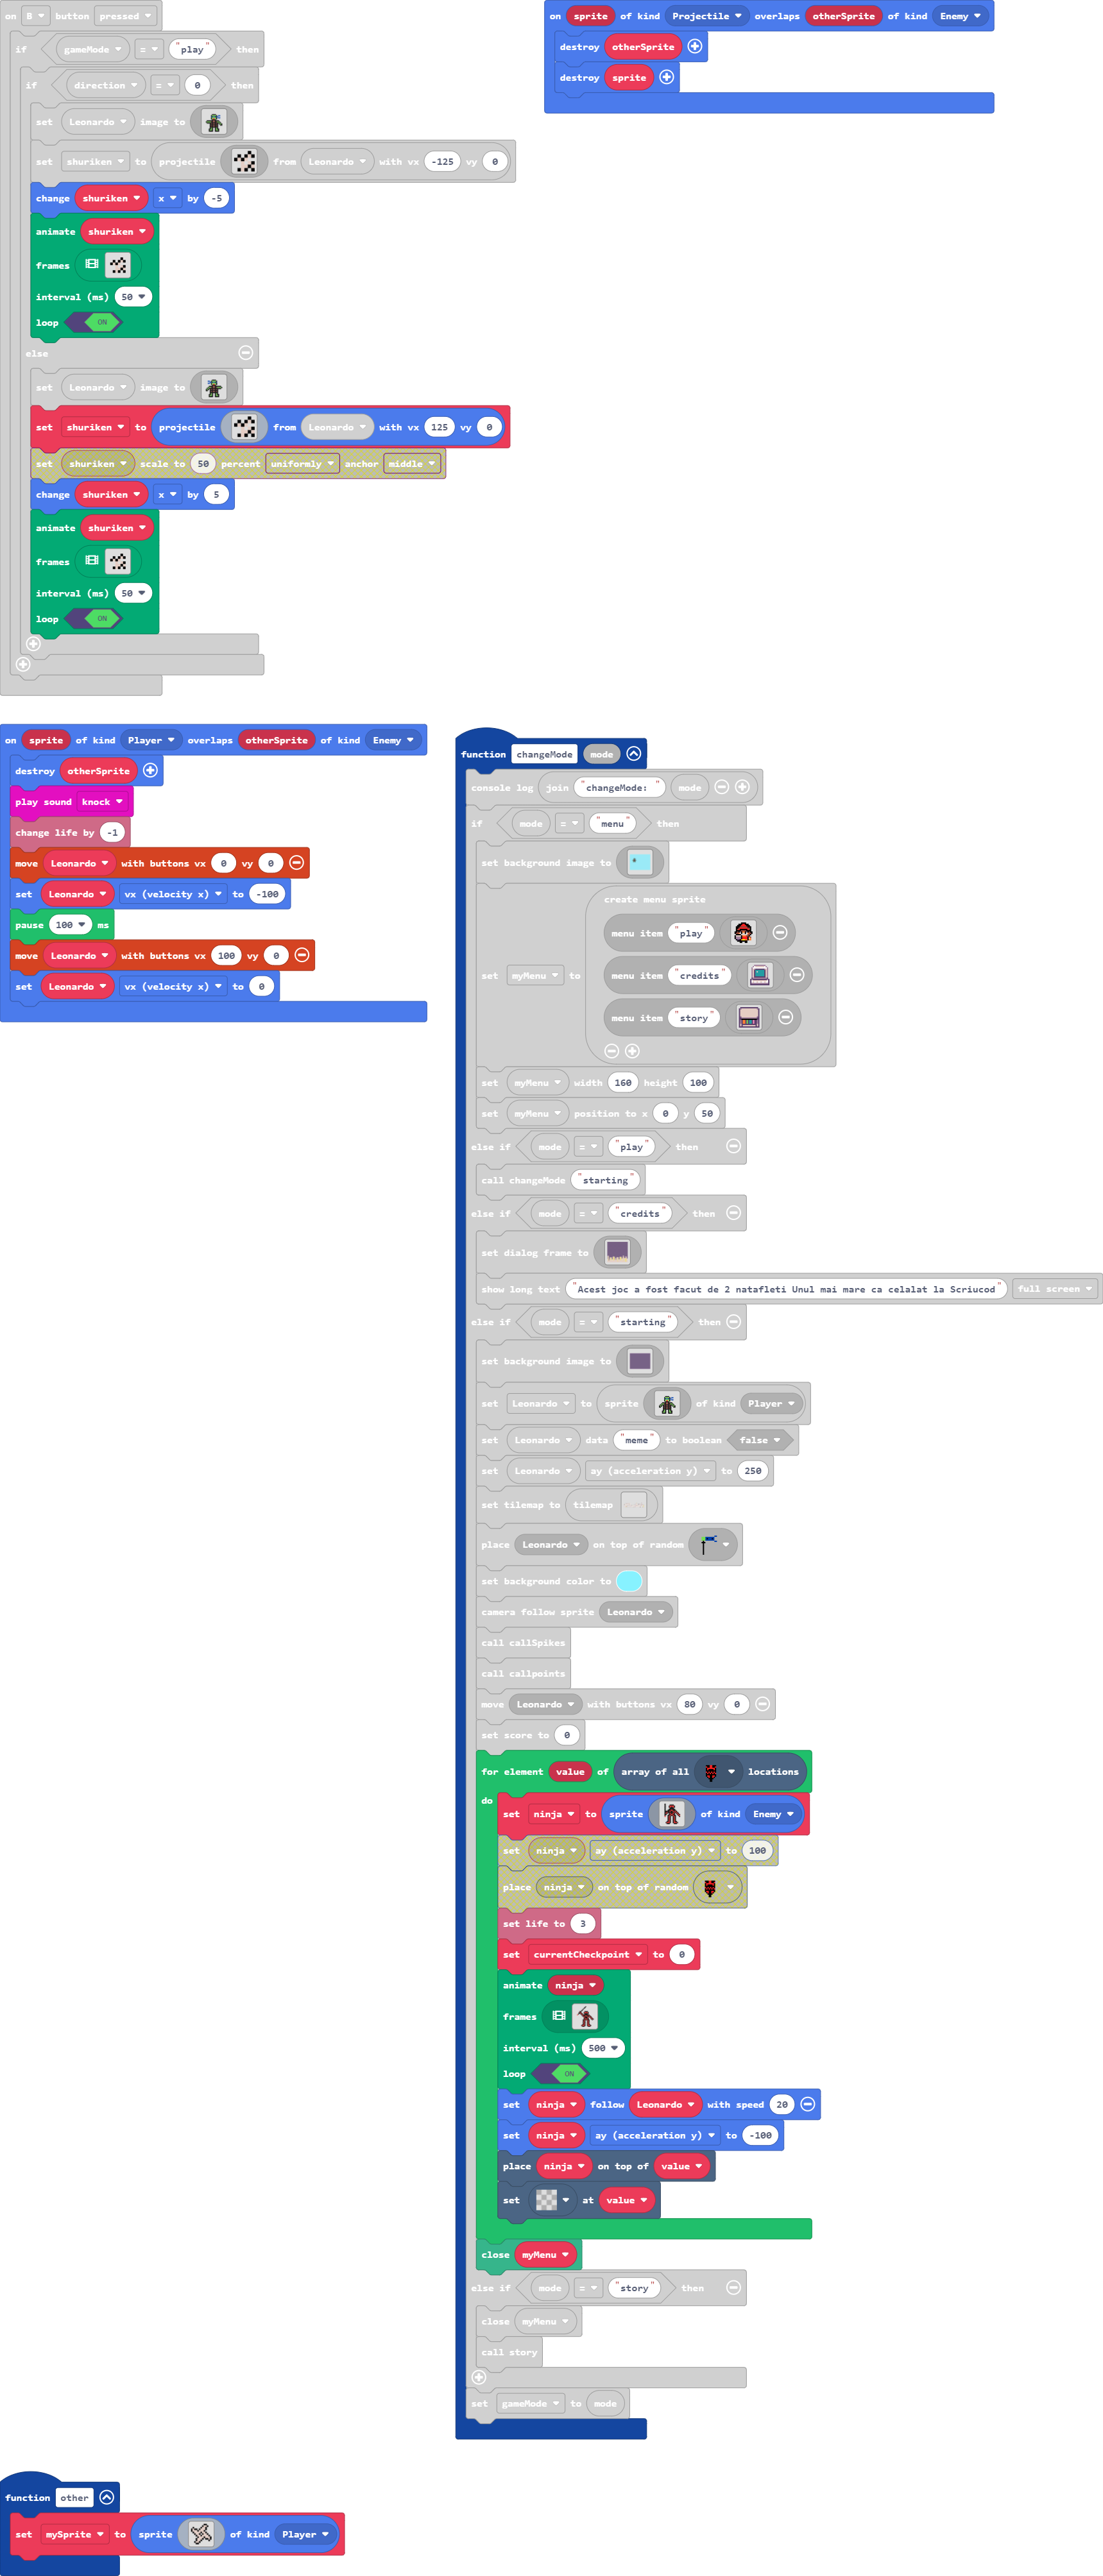 on B button pressed
if gameMode = "play" then
if direction = 0 then
set Leonardo image to
set shuriken to projectile from Leonardo with vx -125 vy 0
change shuriken x by -5
animate shuriken
frames
interval (ms) 50
loop ON
else
set Leonardo image to
set shuriken to projectile from Leonardo with vx 125 vy 0
set shuriken scale to 50 percent uniformly anchor middle
change shuriken x by 5
animate shuriken
frames
interval (ms) 50
loop ON
on sprite of kind Projectile overlaps otherSprite of kind Enemy
destroy otherSprite
destroy sprite
on sprite of kind Player overlaps otherSprite of kind Enemy
destroy otherSprite
play sound knock
change life by -1
move Leonardo with buttons vx 0 vy 0
set Leonardo vx (velocity x) to -100
pause 100 ms
move Leonardo with buttons vx 100 vy 0
set Leonardo vx (velocity x) to 0
function changeMode mode
console log join "changeMode: " mode
if mode = "menu" then
set background image to
create menu sprite
menu item "play"
set myMenu to menu item "credits"
menu item "story"
set myMenu width 160 height 100
set myMenu position to x 0 y 50
else if mode = "play" then
call changeMode "starting"
else if mode = "credits" then
set dialog frame to
show long text "Acest joc a fost facut de 2 natafleti Unul mai mare ca celalat la Scriucod" full screen
else if mode = "starting" then
set background image to
set Leonardo to sprite of kind Player
set Leonardo data "meme" to boolean false
set Leonardo ay (acceleration y) to 250
set tilemap to tilemap
place Leonardo on top of random
set background color to
camera follow sprite Leonardo
call callSpikes
call callpoints
move Leonardo with buttons vx 80 vy 0
set score to 0
for element value of array of all locations
do
set ninja to sprite of kind Enemy
set ninja ay (acceleration y) to 100
place ninja on top of random
set life to 3
set currentCheckpoint to 0
animate ninja
frames
interval (ms) 500
loop ON
set ninja follow Leonardo with speed 20
set ninja ay (acceleration y) to -100
place ninja on top of value
set at value
close myMenu
else if mode = "story" then
close myMenu
call story
set gameMode to mode
function other
set mySprite to sprite of kind Player